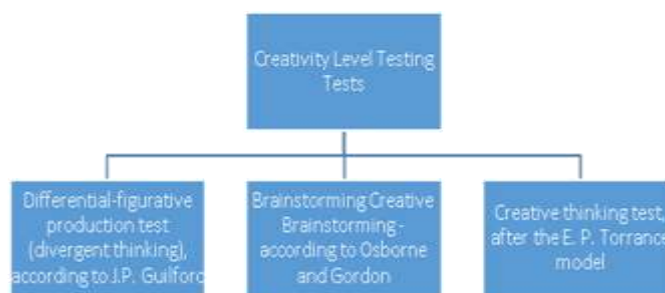 Creativity Level Testing
Tests
Differential-figurative
production test
(divergent thinking),
according to J.P. Guilford
Brainstorming Creative
Brainstorming -
according to Osborne
and Gordon
Creative thinking test,
after the E. P. Torrance
model